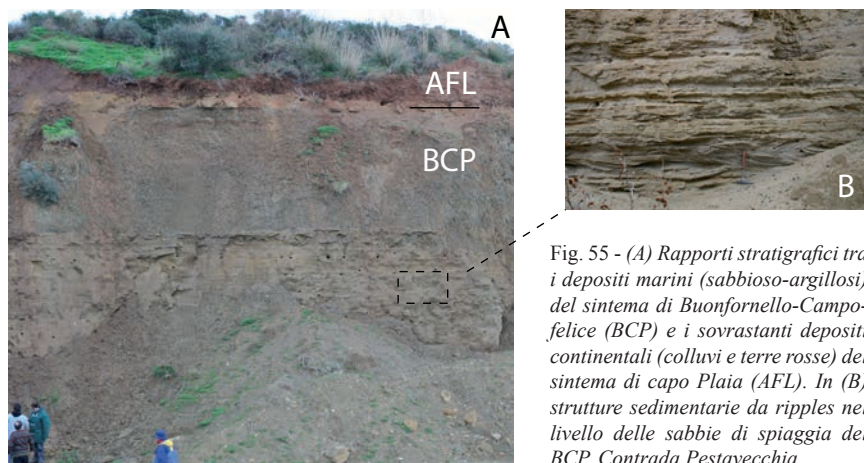 A
AFL
BCP
B
Fig. 55 - (A) Rapporti stratigrafici tra
i depositi marini (sabbioso-argillosi)
del sintema di Buonfornello-Campo-
felice (BCP) e i sovrastanti depositi
continentali (colluvi e terre rosse) del
sintema di capo Plaia (AFL). In (B)
strutture sedimentarie da ripples nel
livello delle sabbie di spiaggia del
BCP. Contrada Pestavecchia